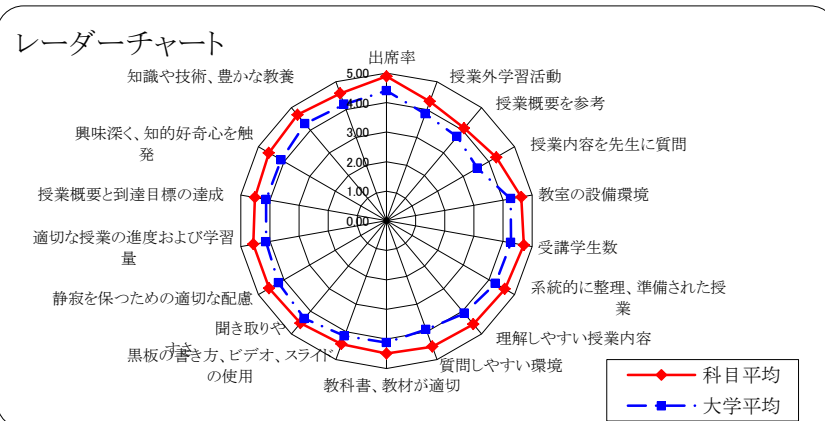 レーダーチャート
出席率
授業外学習活動
授業概要を参考
授業内容を先生に質問
教室の設備環境
受講学生数
系統的に整理、準備された授
業
理解しやすい授業内容
質問しやすい環境
教科書、教材が適切
黒板の書き方、ビデオ、スライド
の使用
聞き取りや
すさ
静寂を保つための適切な配慮
適切な授業の進度および学習
量
授業概要と到達目標の達成
興味深く、知的好奇心を触
発
知識や技術、豊かな教養
5.00
4.00
3.00
2.00
1.00
0.00
科目平均
大学平均